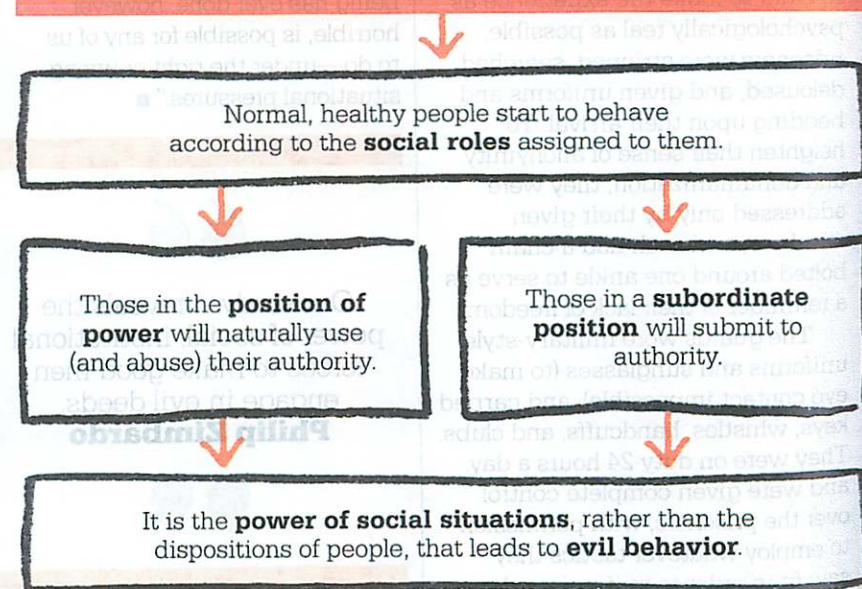 Normal, healthy people start to behave
according to the social roles assigned to them.
Those in the position of
power will naturally use
(and abuse) their authority.
Those in a subordinate
position will submit to
authority.
It is the power of social situations, rather than the
dispositions of people, that leads to evil behavior.